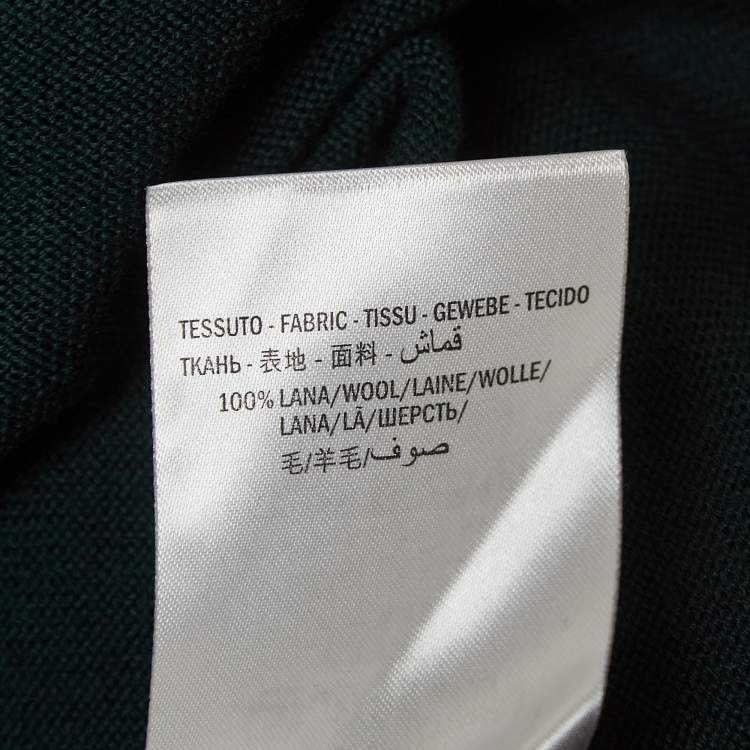 TESSUTO - FABRIC - TISSU - GEWEBE - TECIDO
ТКАНЬ - 表地 - 面料 - قماش
100% LANA/WOOL/LAINE/WOLLE/
LANA/LÃ/ШЕРСТЬ/
毛/羊毛/صوف